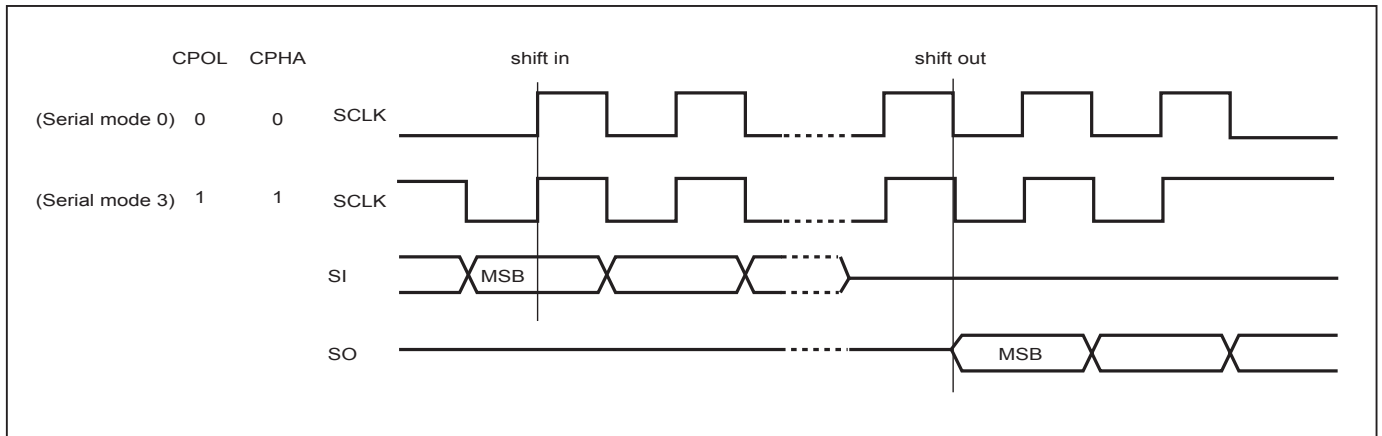 CPOL CPHA shift in shift out
(Serial mode 0) 0 0 SCLK
(Serial mode 3) 1 1 SCLK
SI MSB
SO MSB